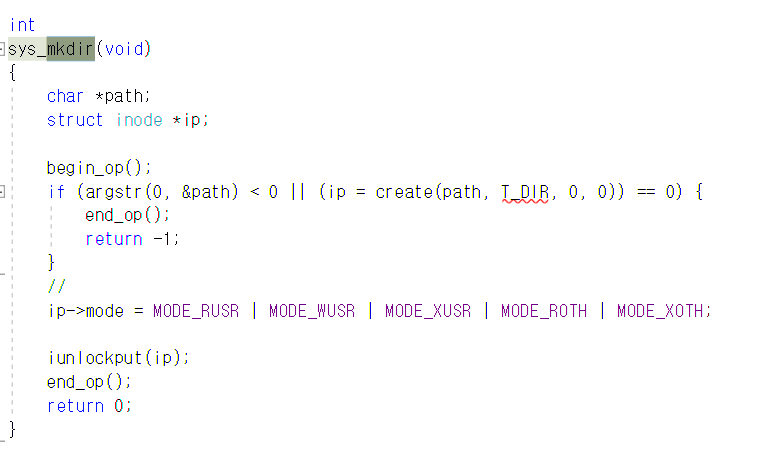 int
sys_mkdir(void)
{
char *path;
struct inode *ip;
begin_op();
if (argstr(0, &path) < 0 || (ip = create(path, T_DIR, 0, 0)) == 0) {
end_op();
return -1;
}
//
ip->mode = MODE_RUSR | MODE_WUSR | MODE_XUSR | MODE_ROTH | MODE_XOTH;
iunlockput(ip);
end_op();
return 0;
}